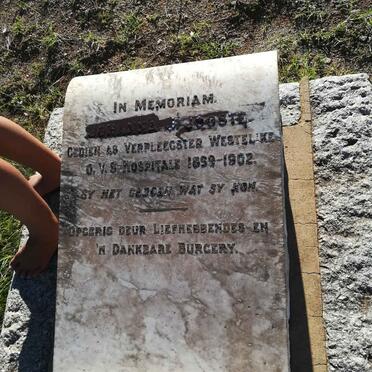 IN MEMORIAM
GEDIEN AS VERPLEEGSTER WESTELIKE
O.V.S. HOSPITALE 1899-1902.
SY HET GEDAAN WAT SY KON.
OPGERIG DEUR LIEFHEBBENDES EN
'N DANKBARE BURGERY.